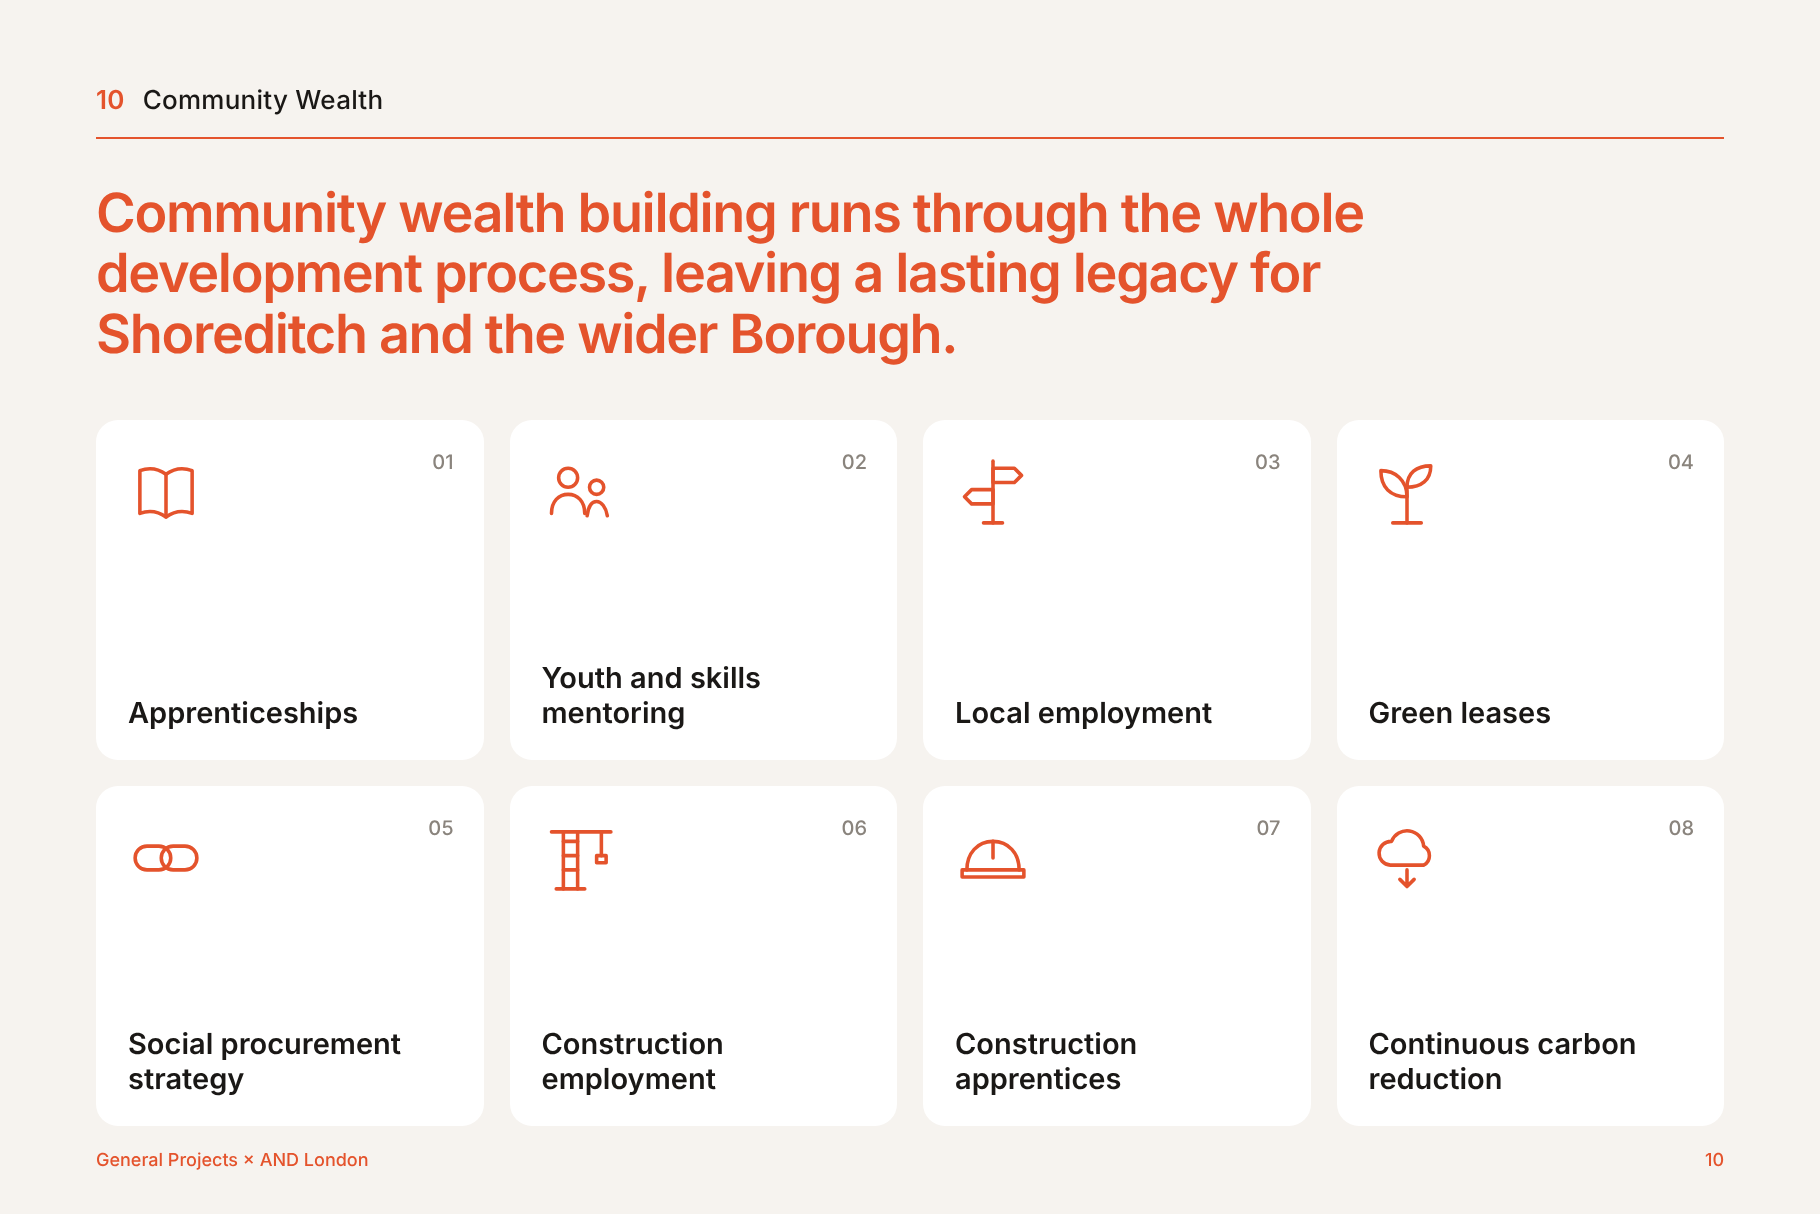 10 Community Wealth
Community wealth building runs through the whole
development process, leaving a lasting legacy for
Shoreditch and the wider Borough.
01
Apprenticeships
02
Youth and skills
mentoring
03
Local employment
04
Green leases
05
Social procurement
strategy
06
Construction
employment
07
Construction
apprentices
08
Continuous carbon
reduction
General Projects × AND London
10